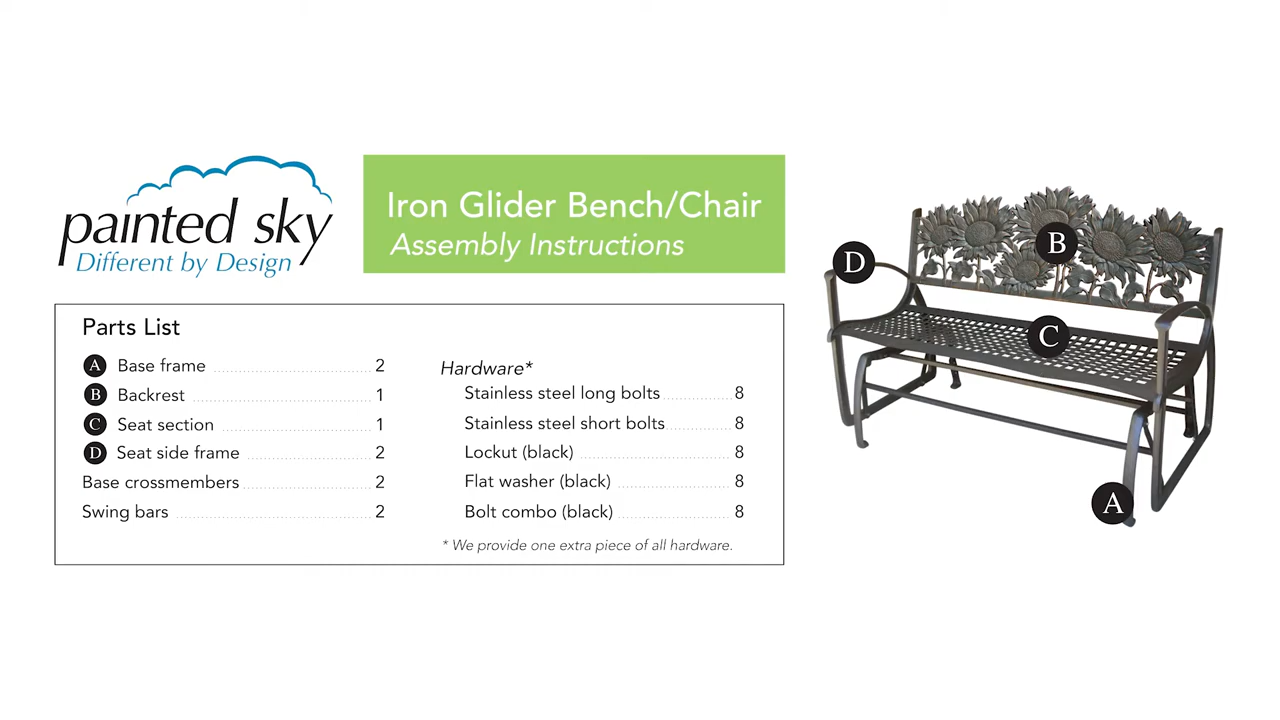 painted sky
Different by Design
Iron Glider Bench/Chair
Assembly Instructions
Parts List
A Base frame 2
B Backrest 1
C Seat section 1
D Seat side frame 2
Base crossmembers 2
Swing bars 2
Hardware*
Stainless steel long bolts 8
Stainless steel short bolts 8
Lockut (black) 8
Flat washer (black) 8
Bolt combo (black) 8
* We provide one extra piece of all hardware.
D
B
C
A